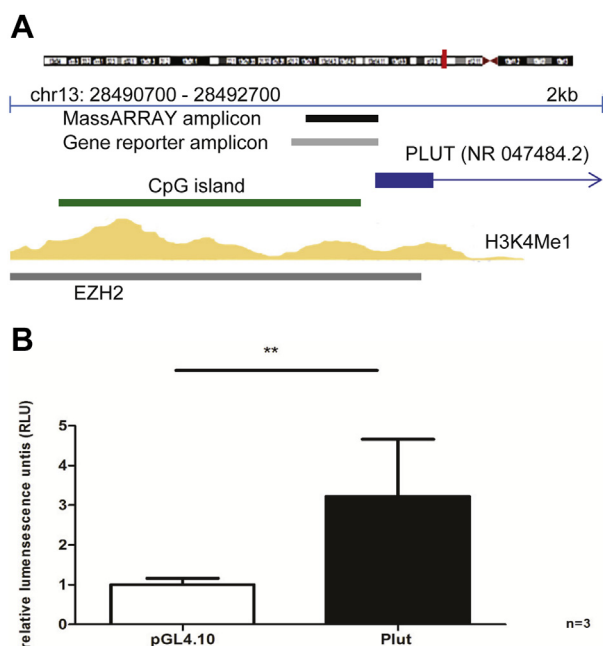 A
chr13: 28490700 - 28492700 2kb
MassARRAY amplicon
Gene reporter amplicon
PLUT (NR 047484.2)
CpG island
H3K4Me1
EZH2
B
**
relative lumensescence untis (RLU)
5
4
3
2
1
0
pGL4.10 Plut
n=3